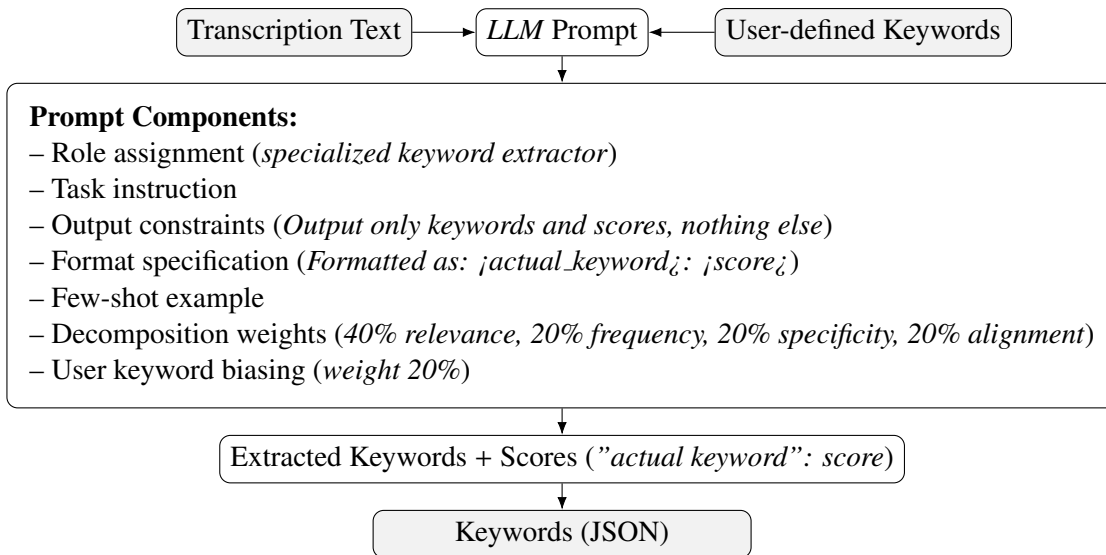 Transcription Text
LLM Prompt
User-defined Keywords
Prompt Components:
– Role assignment (specialized keyword extractor)
– Task instruction
– Output constraints (Output only keywords and scores, nothing else)
– Format specification (Formatted as: ¡actual_keyword¿: ¡score¿)
– Few-shot example
– Decomposition weights (40% relevance, 20% frequency, 20% specificity, 20% alignment)
– User keyword biasing (weight 20%)
Extracted Keywords + Scores (”actual keyword”: score)
Keywords (JSON)